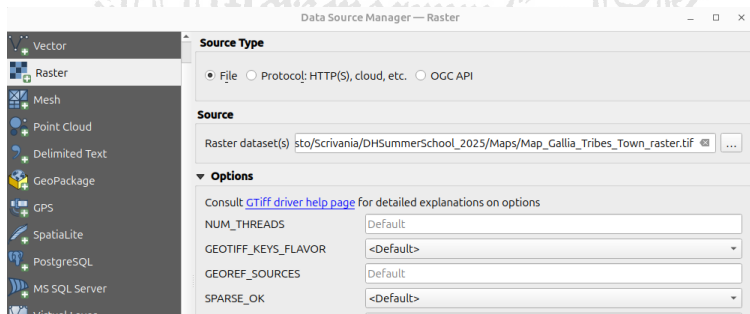 Data Source Manager — Raster
Vector
Raster
Mesh
Point Cloud
Delimited Text
GeoPackage
GPS
SpatiaLite
PostgreSQL
MS SQL Server
Source Type
File Protocol: HTTP(S), cloud, etc. OGC API
Source
Raster dataset(s) sto/Scrivania/DHSummerSchool_2025/Maps/Map_Gallia_Tribes_Town_raster.tif ...
Options
Consult GTiff driver help page for detailed explanations on options
NUM_THREADS Default
GEOTIFF_KEYS_FLAVOR <Default>
GEOREF_SOURCES Default
SPARSE_OK <Default>